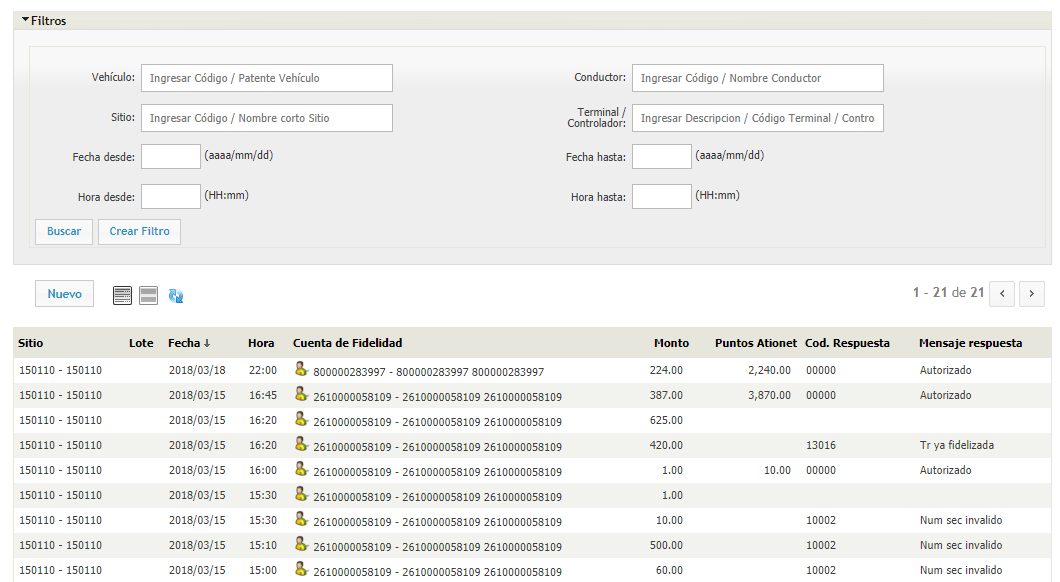 Filtros
Vehículo: Ingresar Código / Patente Vehículo Conductor: Ingresar Código / Nombre Conductor
Sitio: Ingresar Código / Nombre corto Sitio Terminal / Controlador: Ingresar Descripcion / Código Terminal / Contro
Fecha desde: (aaaa/mm/dd) Fecha hasta: (aaaa/mm/dd)
Hora desde: (HH:mm) Hora hasta: (HH:mm)
Buscar Crear Filtro
Nuevo 1 - 21 de 21 < >
Sitio Lote Fecha ↓ Hora Cuenta de Fidelidad Monto Puntos Ationet Cod. Respuesta Mensaje respuesta
150110 - 150110 2018/03/18 22:00 800000283997 - 800000283997 800000283997 224.00 2,240.00 00000 Autorizado
150110 - 150110 2018/03/15 16:45 2610000058109 - 2610000058109 2610000058109 387.00 3,870.00 00000 Autorizado
150110 - 150110 2018/03/15 16:20 2610000058109 - 2610000058109 2610000058109 625.00
150110 - 150110 2018/03/15 16:20 2610000058109 - 2610000058109 2610000058109 420.00 13016 Tr ya fidelizada
150110 - 150110 2018/03/15 16:00 2610000058109 - 2610000058109 2610000058109 1.00 10.00 00000 Autorizado
150110 - 150110 2018/03/15 15:30 2610000058109 - 2610000058109 2610000058109 1.00
150110 - 150110 2018/03/15 15:30 2610000058109 - 2610000058109 2610000058109 10.00 10002 Num sec invalido
150110 - 150110 2018/03/15 15:10 2610000058109 - 2610000058109 2610000058109 500.00 10002 Num sec invalido
150110 - 150110 2018/03/15 15:00 2610000058109 - 2610000058109 2610000058109 60.00 10002 Num sec invalido